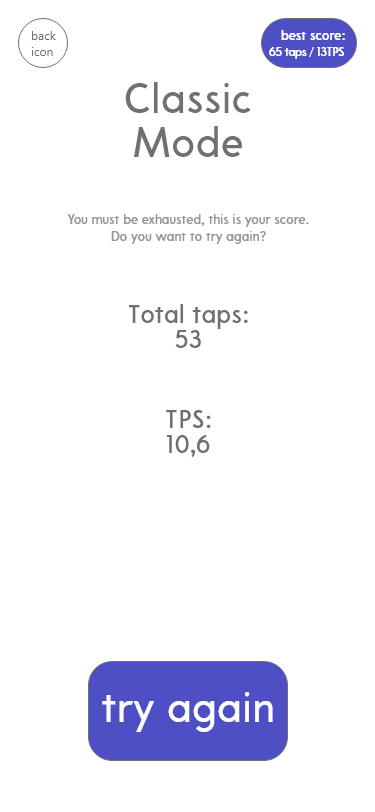 back
icon
best score:
65 taps / 13TPS
Classic
Mode
You must be exhausted, this is your score.
Do you want to try again?
Total taps:
53
TPS:
10,6
try again